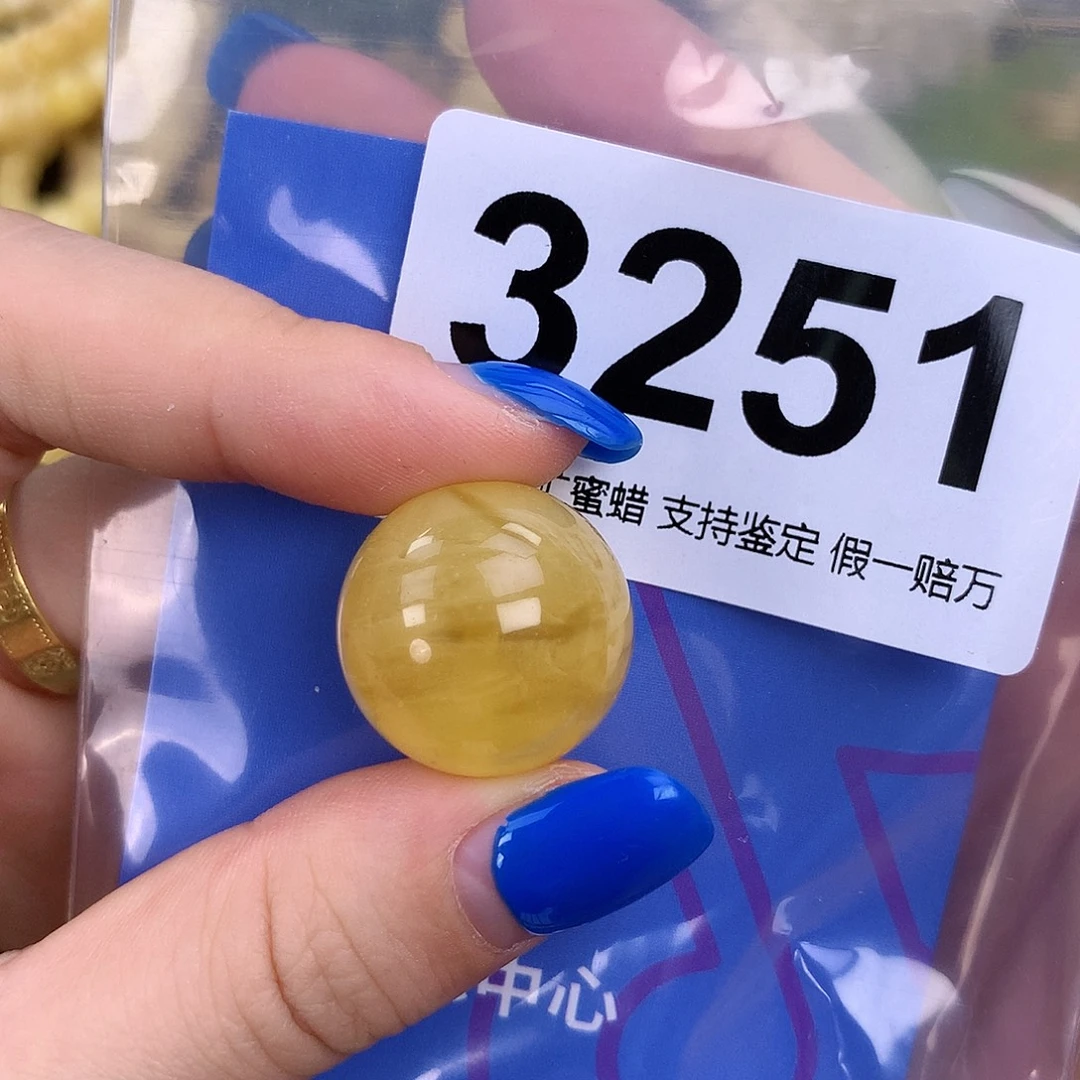 3251
蜜蜡 支持鉴定 假一赔万
中心